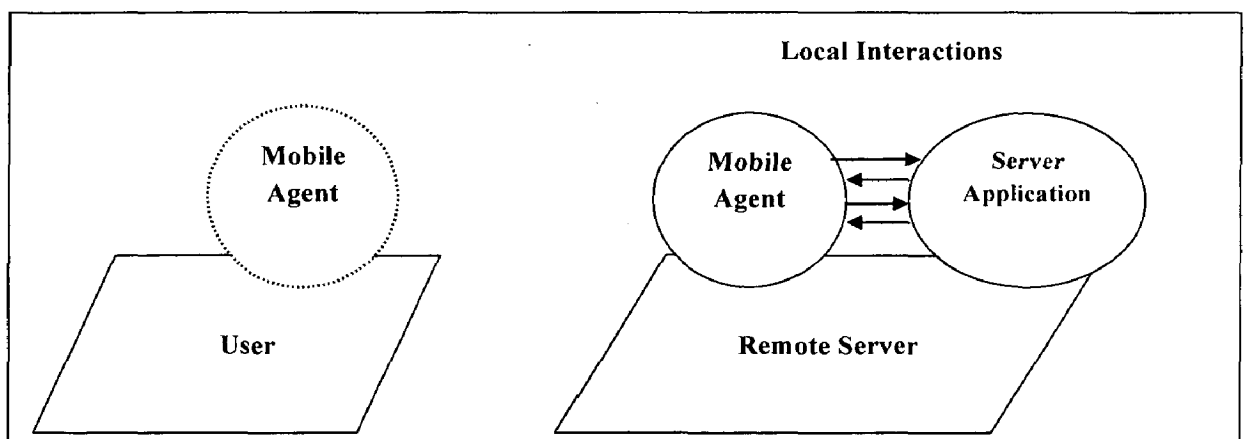 Local Interactions
Mobile
Agent
Mobile
Agent
Server
Application
User
Remote Server